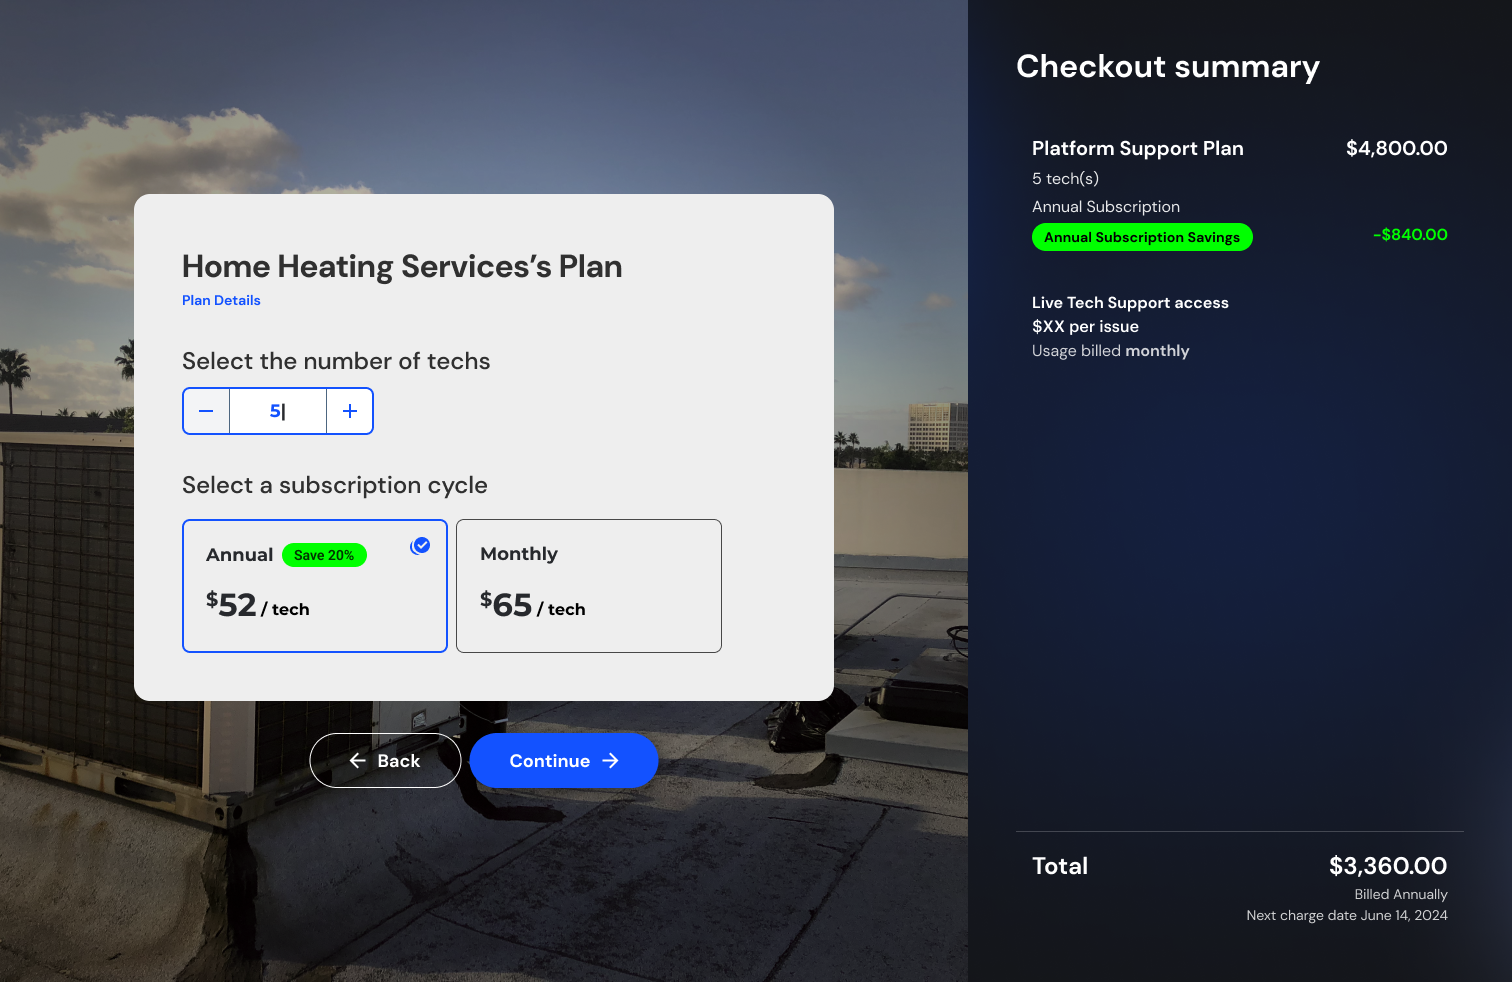 Home Heating Services’s Plan
Plan Details
Select the number of techs
5
Select a subscription cycle
Annual Save 20%
$52 / tech
Monthly
$65 / tech
Back
Continue
Checkout summary
Platform Support Plan $4,800.00
5 tech(s)
Annual Subscription
Annual Subscription Savings -$840.00
Live Tech Support access
$XX per issue
Usage billed monthly
Total $3,360.00
Billed Annually
Next charge date June 14, 2024